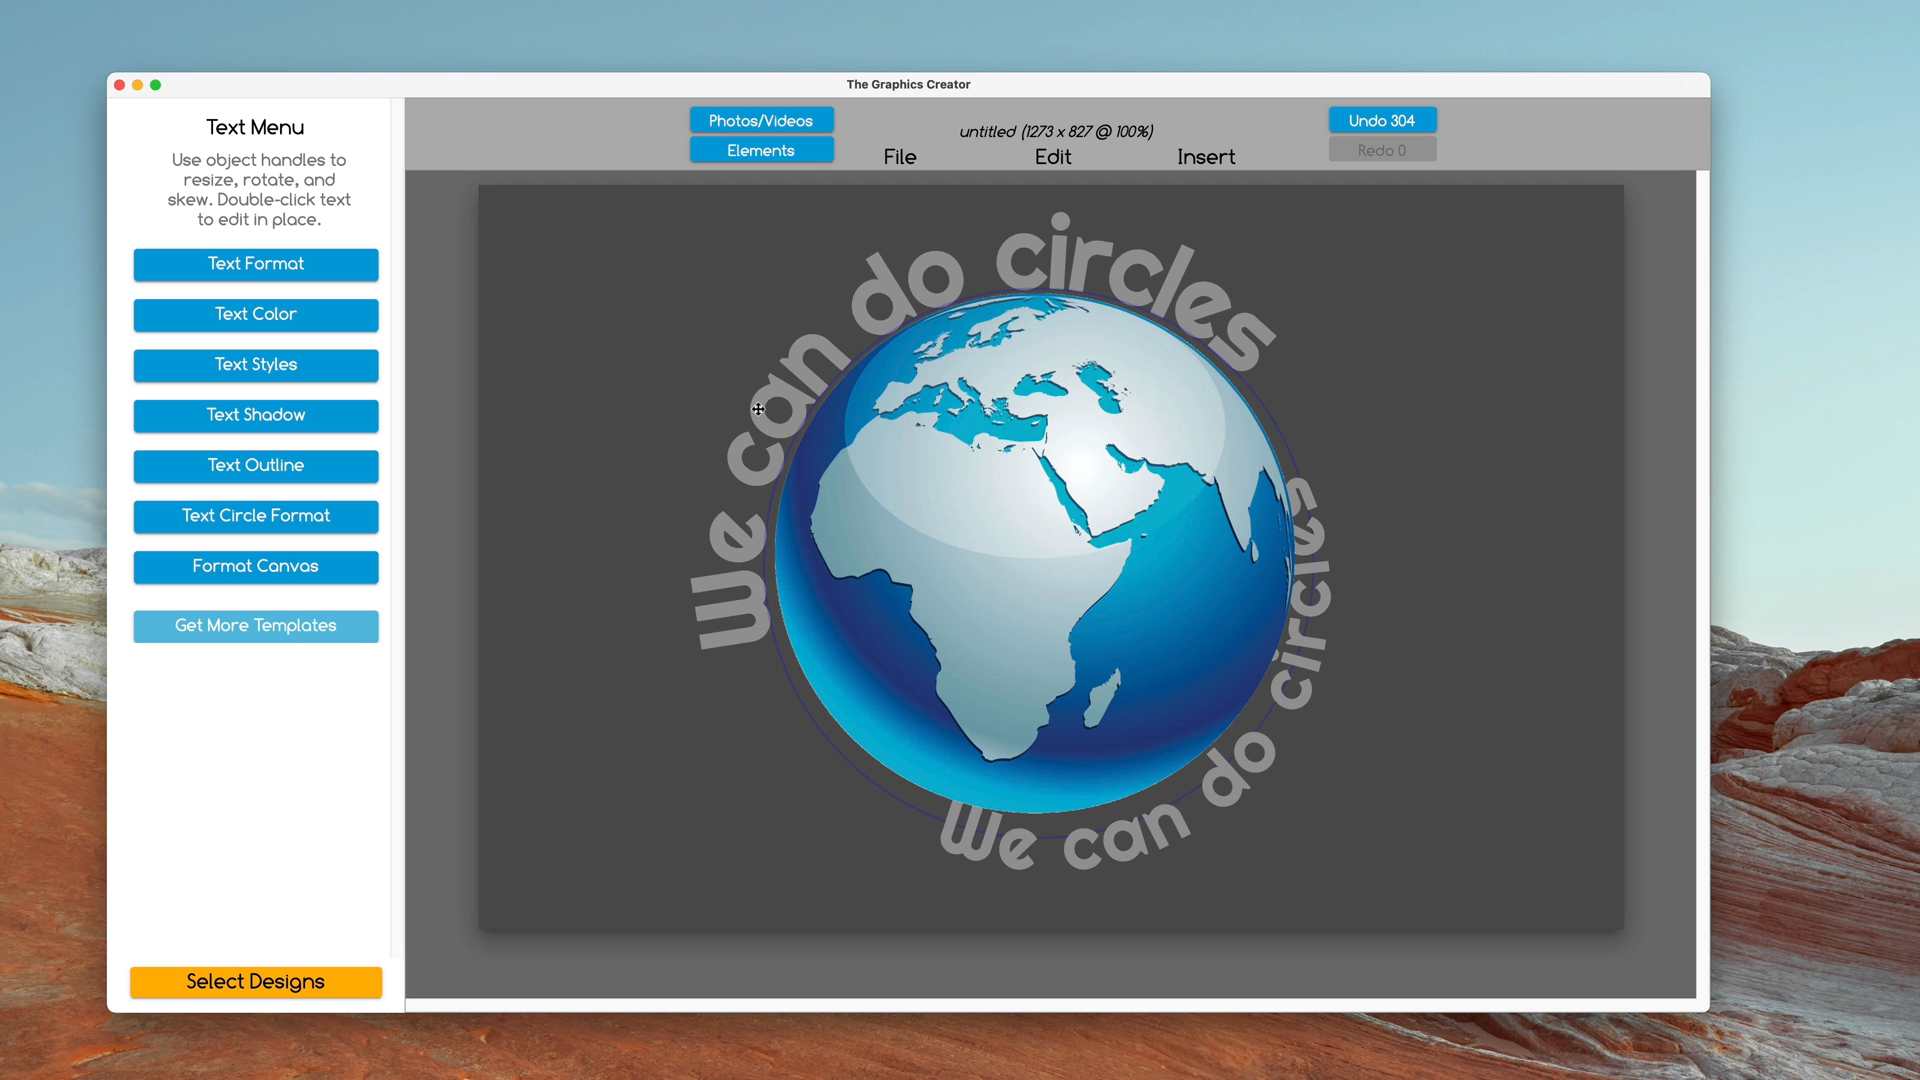 The Graphics Creator
Text Menu
Use object handles to
resize, rotate, and
skew. Double-click text
to edit in place.
Text Format
Text Color
Text Styles
Text Shadow
Text Outline
Text Circle Format
Format Canvas
Get More Templates
Select Designs
Photos/Videos
Elements
untitled (1273 x 827 @ 100%)
File
Edit
Insert
Undo 304
Redo 0
We can do circles
We can do circles